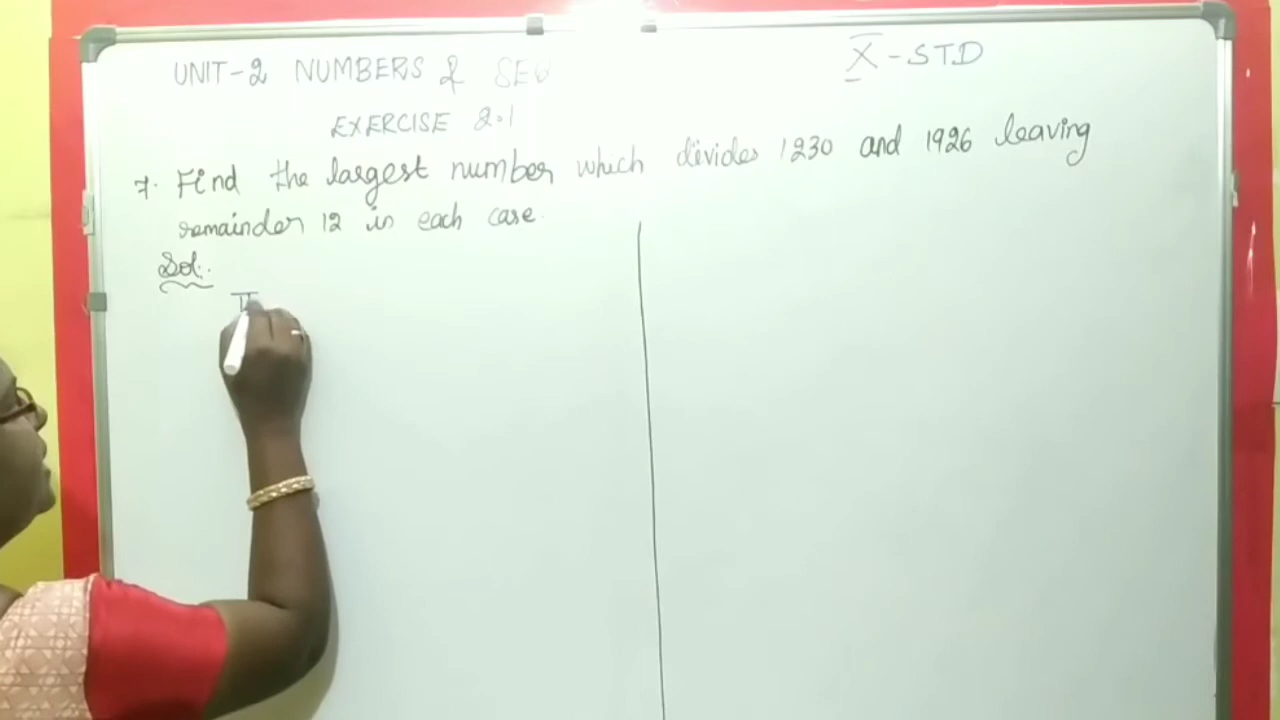 UNIT-2 NUMBERS &
X - STD
EXERCISE 2.1
7. Find the largest number which divides 1230 and 1926 leaving
remainder 12 in each case.
Sol: